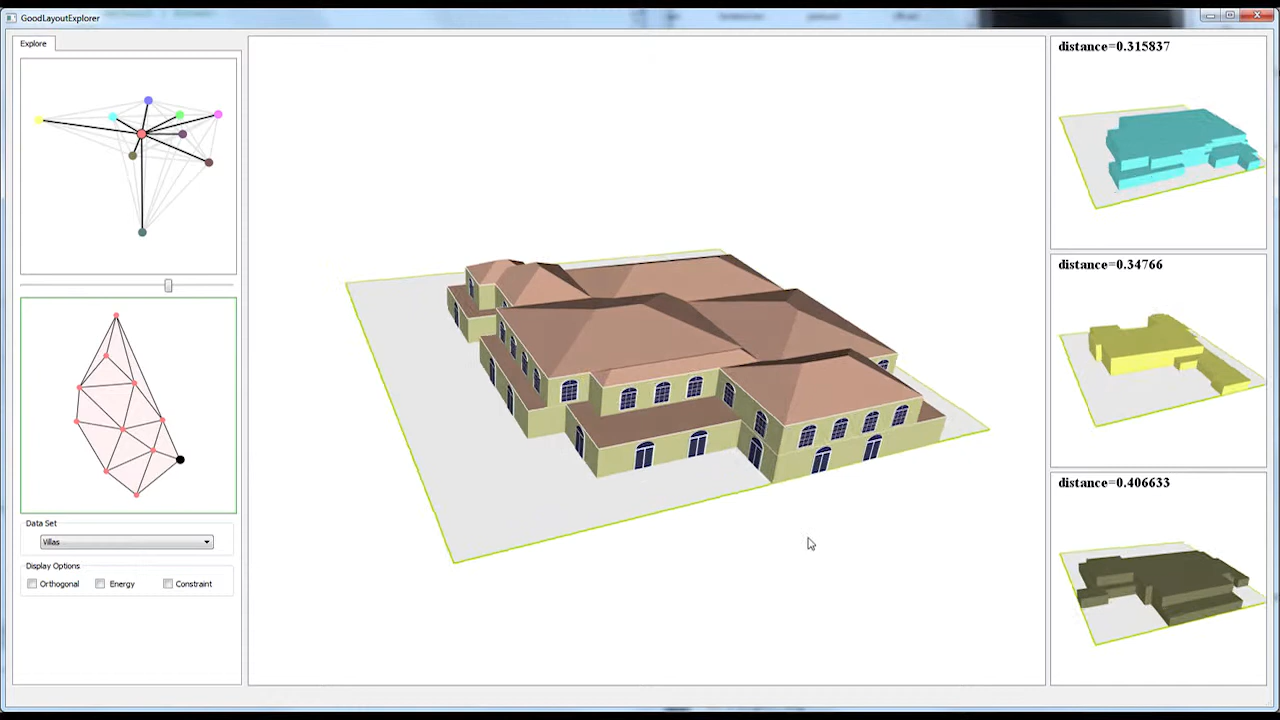 GoodLayoutExplorer
Explore
Data Set
Villas
Display Options
Orthogonal
Energy
Constraint
distance=0.315837
distance=0.34766
distance=0.406633